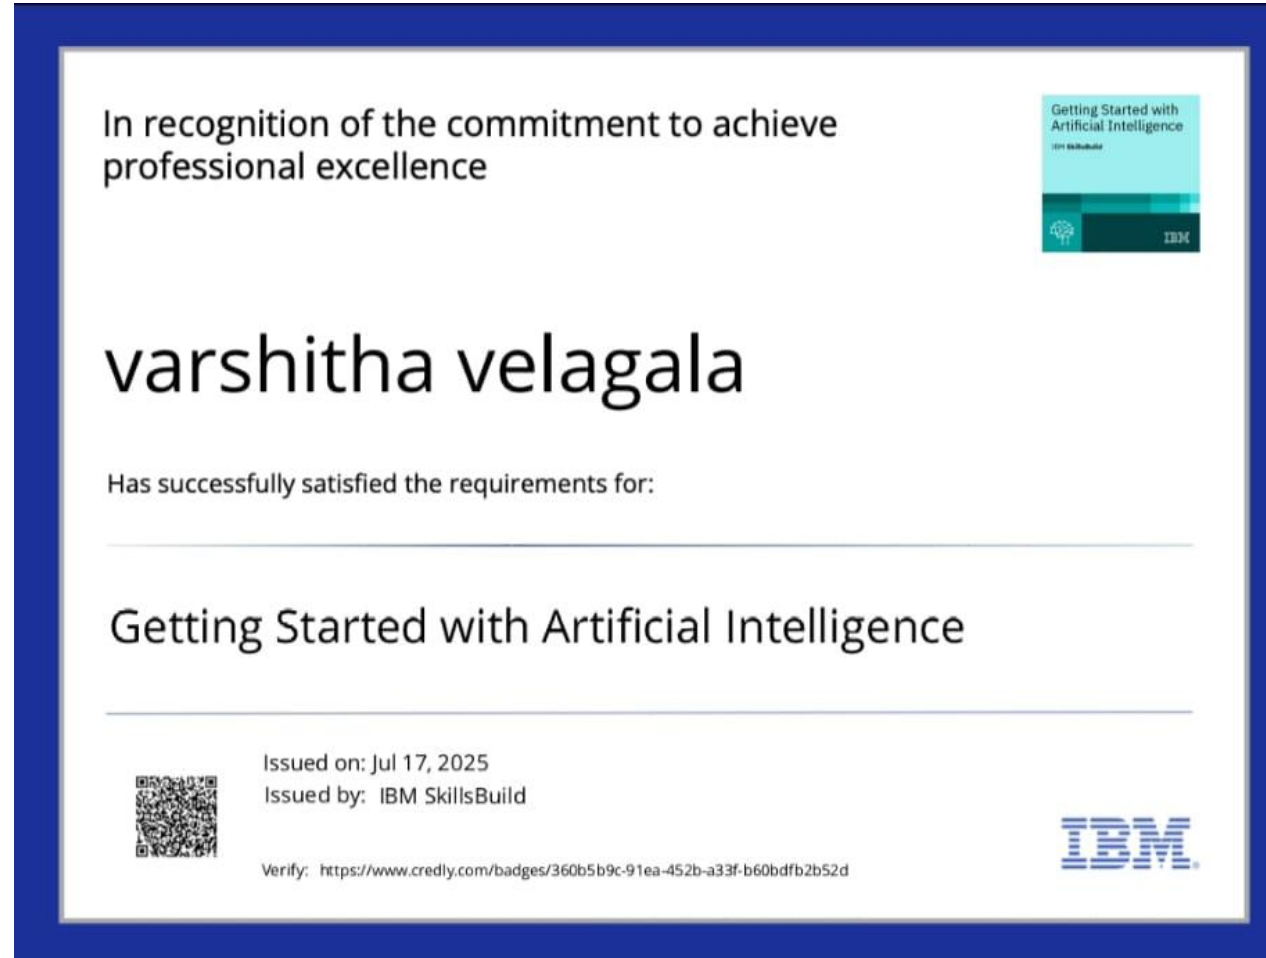 In recognition of the commitment to achieve
professional excellence
Getting Started with
Artificial Intelligence
IBM SkillsBuild
IBM
varshitha velagala
Has successfully satisfied the requirements for:
Getting Started with Artificial Intelligence
Issued on: Jul 17, 2025
Issued by: IBM SkillsBuild
Verify: https://www.credly.com/badges/360b5b9c-91ea-452b-a33f-b60bdfb2b52d
IBM.